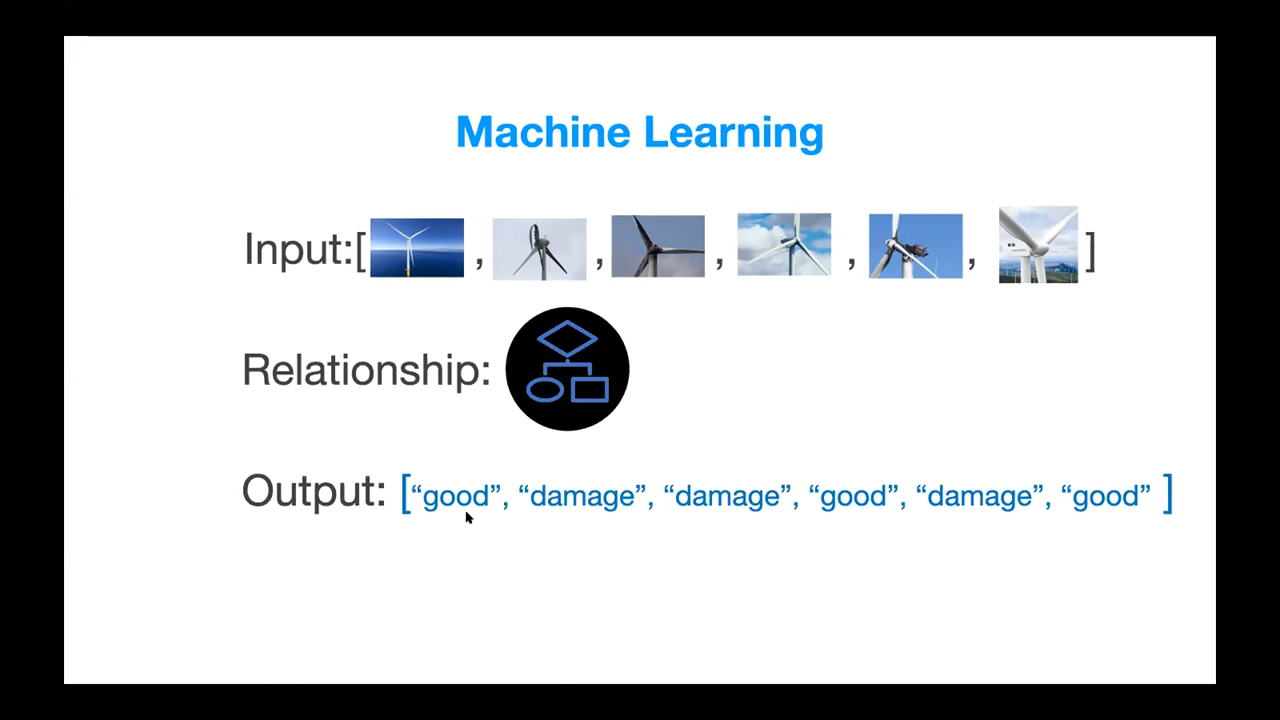 Machine Learning
Input:[ , , , , , ]
Relationship:
Output: [“good”, “damage”, “damage”, “good”, “damage”, “good” ]